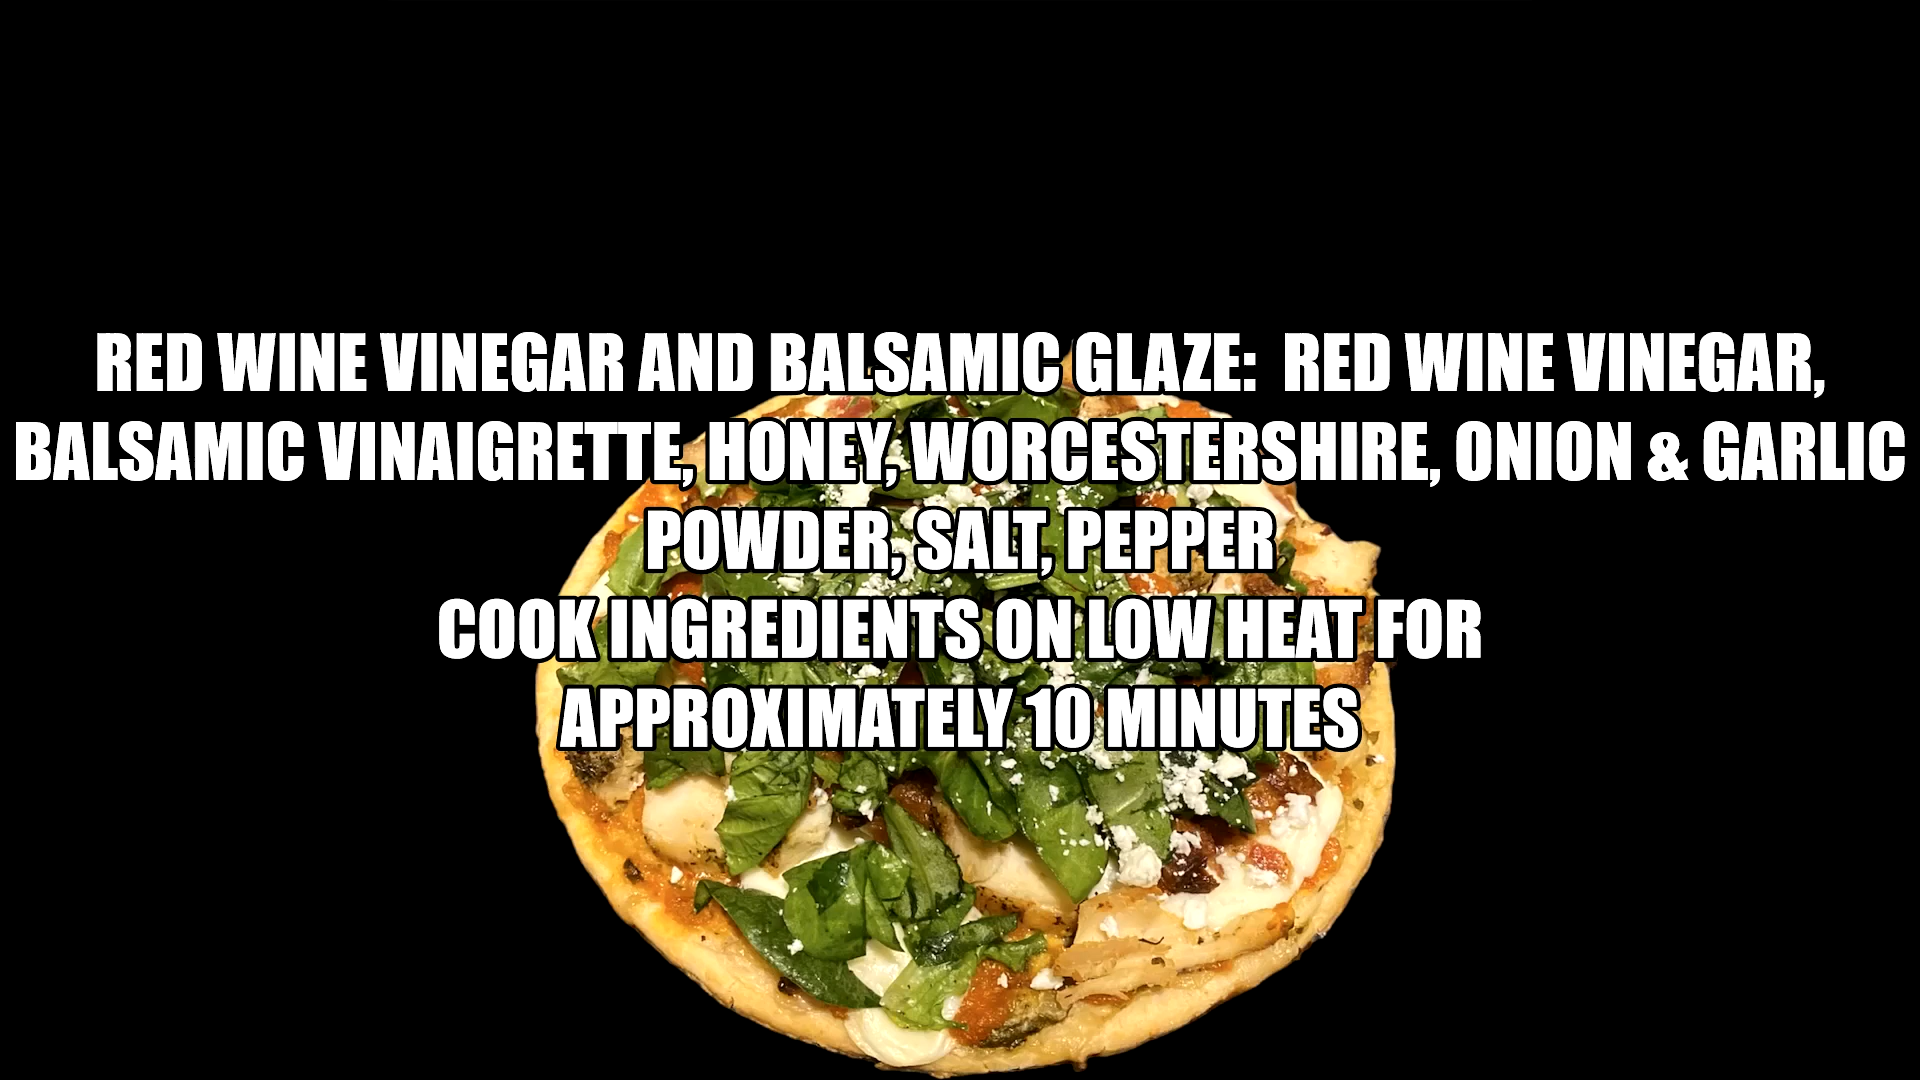 RED WINE VINEGAR AND BALSAMIC GLAZE: RED WINE VINEGAR,
BALSAMIC VINAIGRETTE, HONEY, WORCESTERSHIRE, ONION & GARLIC
POWDER, SALT, PEPPER
COOK INGREDIENTS ON LOW HEAT FOR
APPROXIMATELY 10 MINUTES